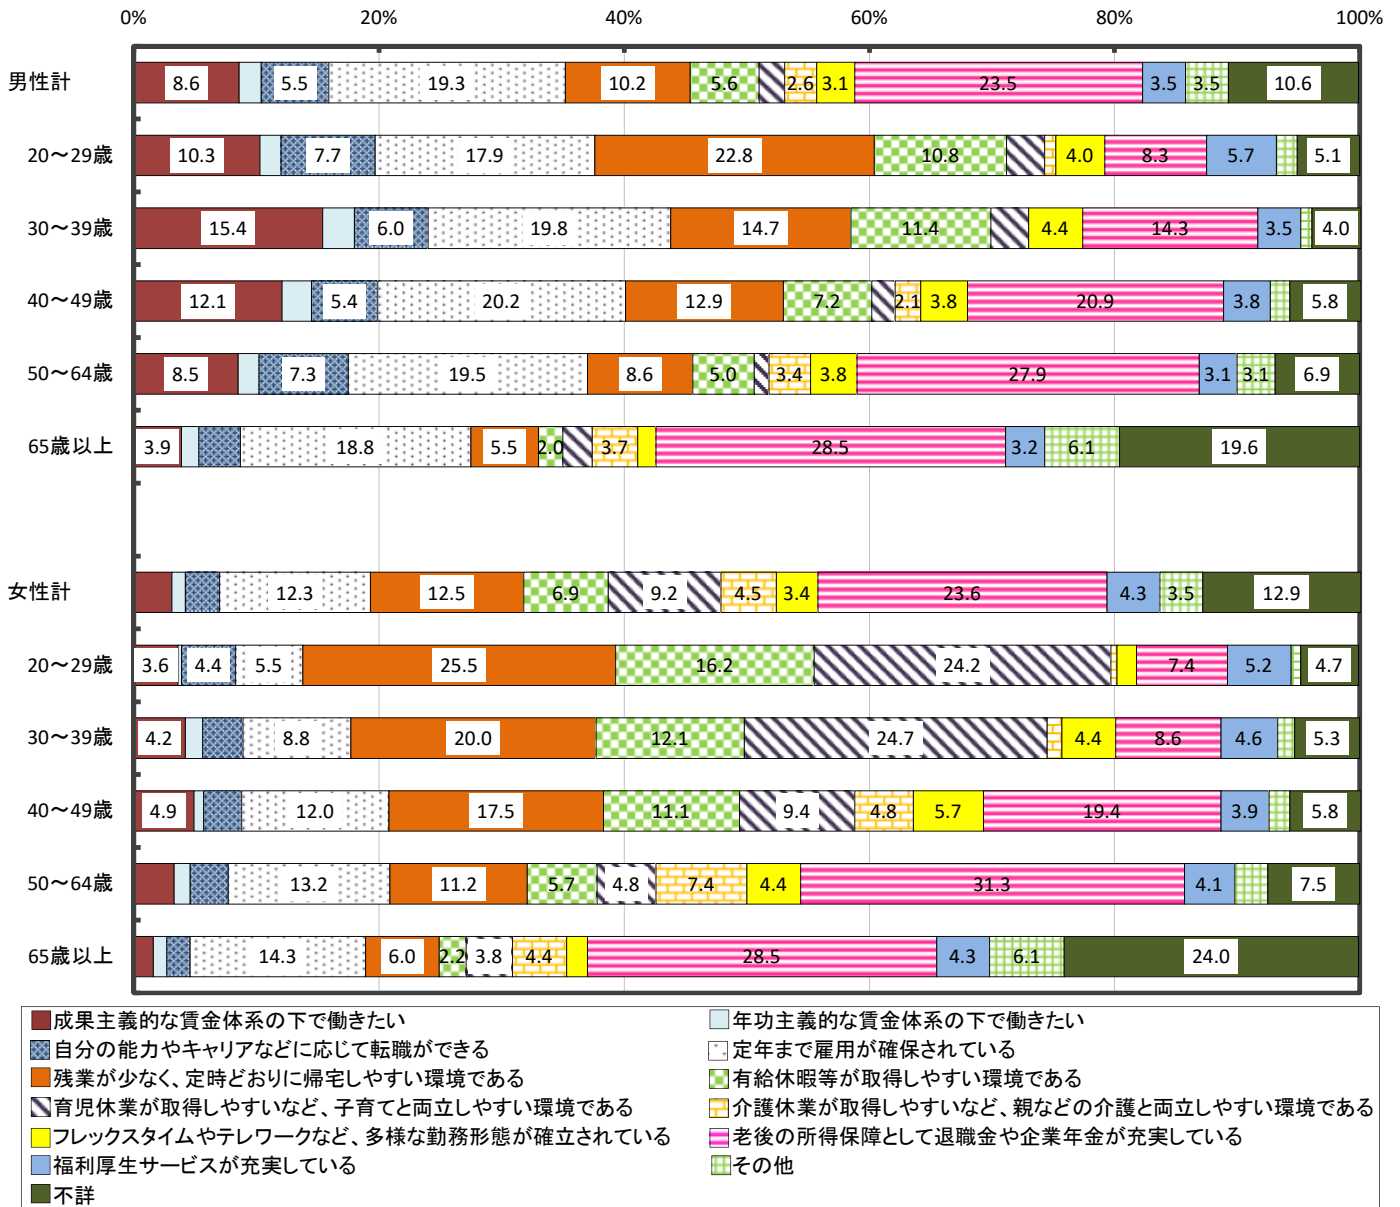 0% 20% 40% 60% 80% 100%
男性計 8.6 5.5 19.3 10.2 5.6 2.6 3.1 23.5 3.5 3.5 10.6
20～29歳 10.3 7.7 17.9 22.8 10.8 4.0 8.3 5.7 5.1
30～39歳 15.4 6.0 19.8 14.7 11.4 4.4 14.3 3.5 4.0
40～49歳 12.1 5.4 20.2 12.9 7.2 2.1 3.8 20.9 3.8 5.8
50～64歳 8.5 7.3 19.5 8.6 5.0 3.4 3.8 27.9 3.1 3.1 6.9
65歳以上 3.9 18.8 5.5 2.0 3.7 28.5 3.2 6.1 19.6
女性計 12.3 12.5 6.9 9.2 4.5 3.4 23.6 4.3 3.5 12.9
20～29歳 3.6 4.4 5.5 25.5 16.2 24.2 7.4 5.2 4.7
30～39歳 4.2 8.8 20.0 12.1 24.7 4.4 8.6 4.6 5.3
40～49歳 4.9 12.0 17.5 11.1 9.4 4.8 5.7 19.4 3.9 5.8
50～64歳 13.2 11.2 5.7 4.8 7.4 4.4 31.3 4.1 7.5
65歳以上 14.3 6.0 2.2 3.8 4.4 28.5 4.3 6.1 24.0
成果主義的な賃金体系の下で働きたい 年功主義的な賃金体系の下で働きたい
自分の能力やキャリアなどに応じて転職ができる 定年まで雇用が確保されている
残業が少なく、定時どおりに帰宅しやすい環境である 有給休暇等が取得しやすい環境である
育児休業が取得しやすいなど、子育てと両立しやすい環境である 介護休業が取得しやすいなど、親などの介護と両立しやすい環境である
フレックスタイムやテレワークなど、多様な勤務形態が確立されている 老後の所得保障として退職金や企業年金が充実している
福利厚生サービスが充実している その他
不詳